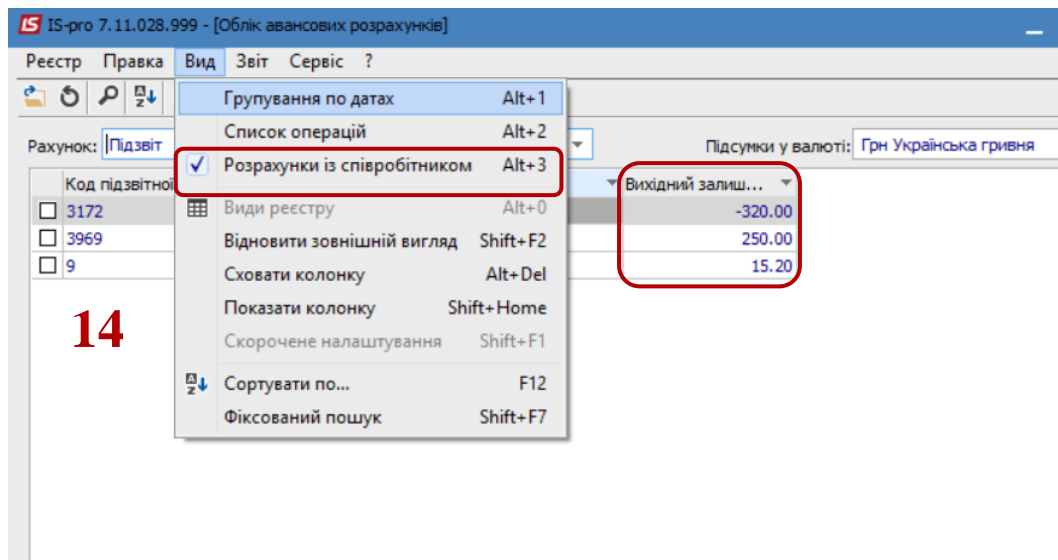 IS IS-pro 7.11.028.999 - [Облік авансових розрахунків]
Реєстр Правка Вид Звіт Сервіс ?
Групування по датах Alt+1
Список операцій Alt+2
Рахунок: Підзвіт Підсумки у валюті: Грн Українська гривня
Розрахунки із співробітником Alt+3
Код підзвітної Вихідний залиш...
3172 Види реєстру Alt+0 -320.00
3969 Відновити зовнішній вигляд Shift+F2 250.00
9 Сховати колонку Alt+Del 15.20
Показати колонку Shift+Home
14
Скорочене налаштування Shift+F1
Сортувати по... F12
Фіксований пошук Shift+F7